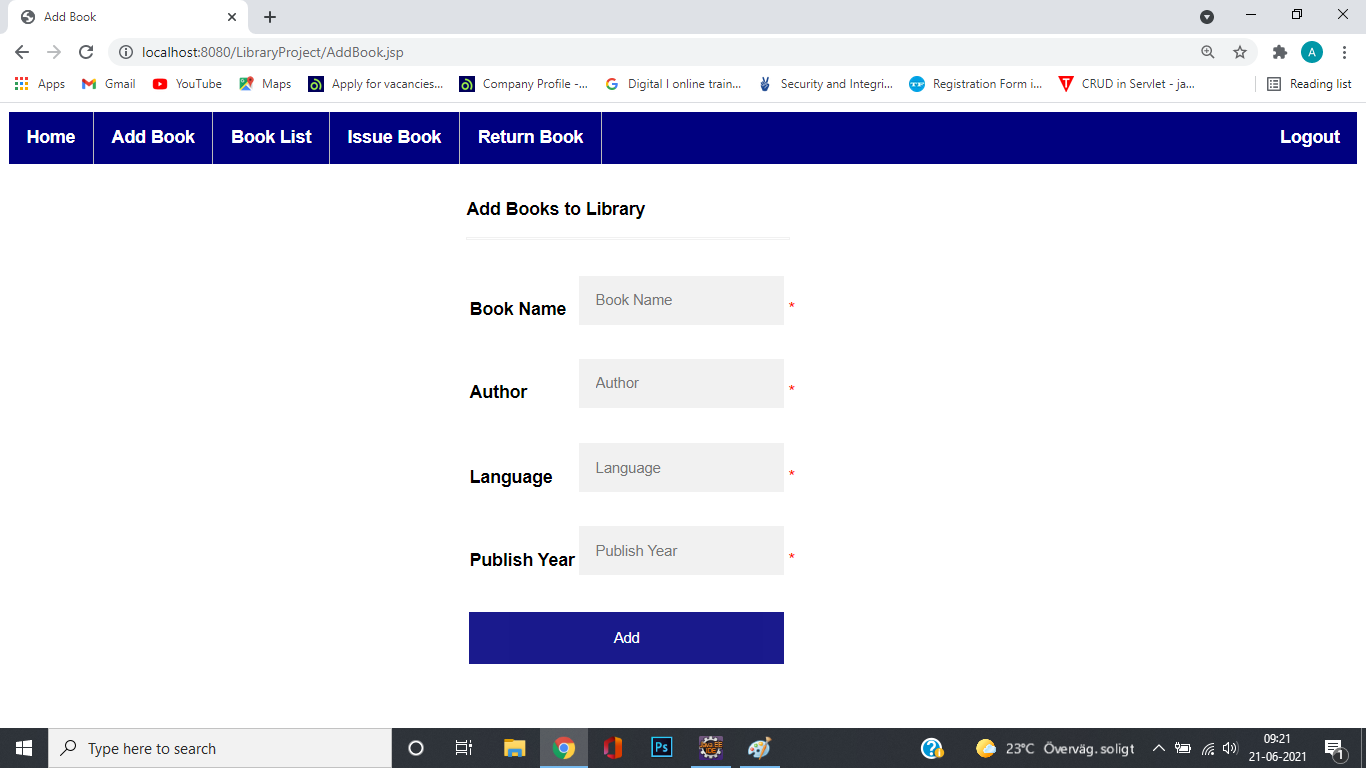 Add Book
localhost:8080/LibraryProject/AddBook.jsp
A
Apps Gmail YouTube Maps Apply for vacancies... Company Profile -... Digital I online train... Security and Integri... Registration Form i... CRUD in Servlet - ja... Reading list
Home Add Book Book List Issue Book Return Book Logout
Add Books to Library
Book Name Book Name *
Author Author *
Language Language *
Publish Year Publish Year *
Add
Type here to search
Ps
23°C Överväg. soligt
09:21
21-06-2021
1